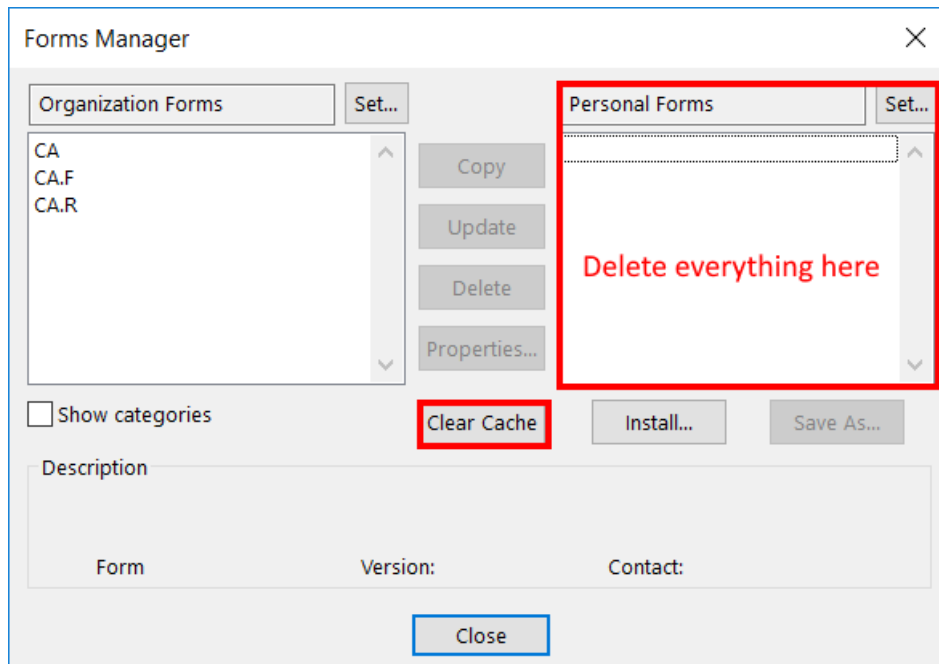 Forms Manager
Organization Forms
Set...
Personal Forms
Set...
CA
CA.F
CA.R
Copy
Update
Delete
Properties...
Delete everything here
Show categories
Clear Cache
Install...
Save As...
Description
Form
Version:
Contact:
Close